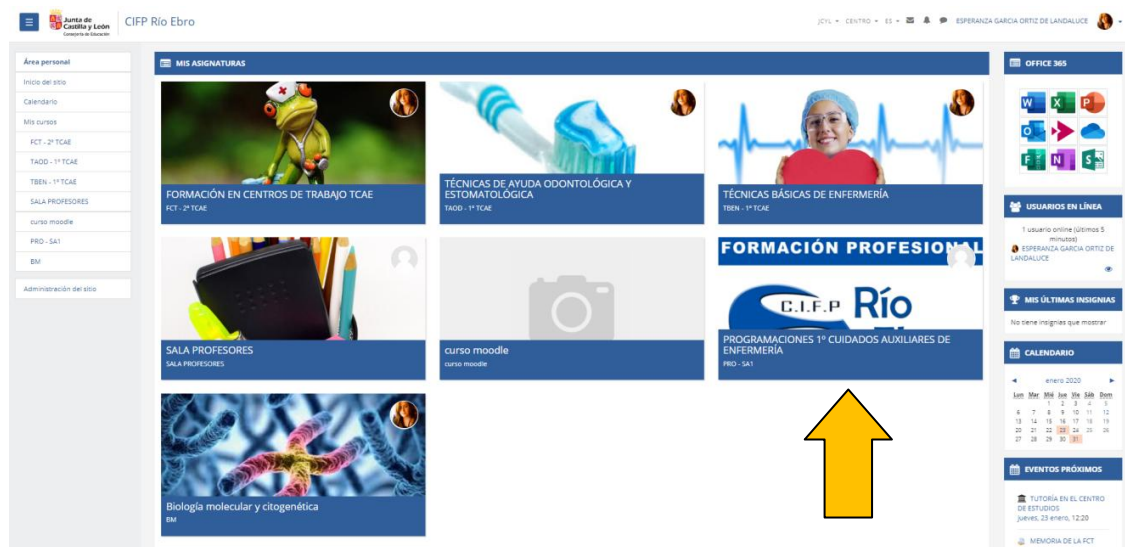 Junta de
Castilla y León
Consejería de Educación
CIFP Río Ebro
JCYL CENTRO ES ESPERANZA GARCIA ORTIZ DE LANDALUCE
Área personal
Inicio del sitio
Calendario
Mis cursos
FCT - 2º TCAE
TAOD - 1º TCAE
TBEN - 1º TCAE
SALA PROFESORES
curso moodle
PRO - SA1
BM
Administración del sitio
MIS ASIGNATURAS
FORMACIÓN EN CENTROS DE TRABAJO TCAE
FCT - 2º TCAE
TÉCNICAS DE AYUDA ODONTOLÓGICA Y
ESTOMATOLÓGICA
TAOD - 1º TCAE
TÉCNICAS BÁSICAS DE ENFERMERÍA
TBEN - 1º TCAE
SALA PROFESORES
SALA PROFESORES
curso moodle
curso moodle
FORMACIÓN PROFESIONAL
C.I.F.P Río
PROGRAMACIONES 1º CUIDADOS AUXILIARES DE
ENFERMERÍA
PRO - SA1
Biología molecular y citogenética
BM
OFFICE 365
W X P
O
F N S
USUARIOS EN LÍNEA
1 usuario online (últimos 5
minutos)
ESPERANZA GARCIA ORTIZ DE
LANDALUCE
MIS ÚLTIMAS INSIGNIAS
No tiene insignias que mostrar
CALENDARIO
enero 2020
Lun Mar Mié Jue Vie Sáb Dom
1 2 3 4 5
6 7 8 9 10 11 12
13 14 15 16 17 18 19
20 21 22 23 24 25 26
27 28 29 30 31
EVENTOS PRÓXIMOS
TUTORÍA EN EL CENTRO
DE ESTUDIOS
jueves, 23 enero, 12:20
MEMORIA DE LA FCT